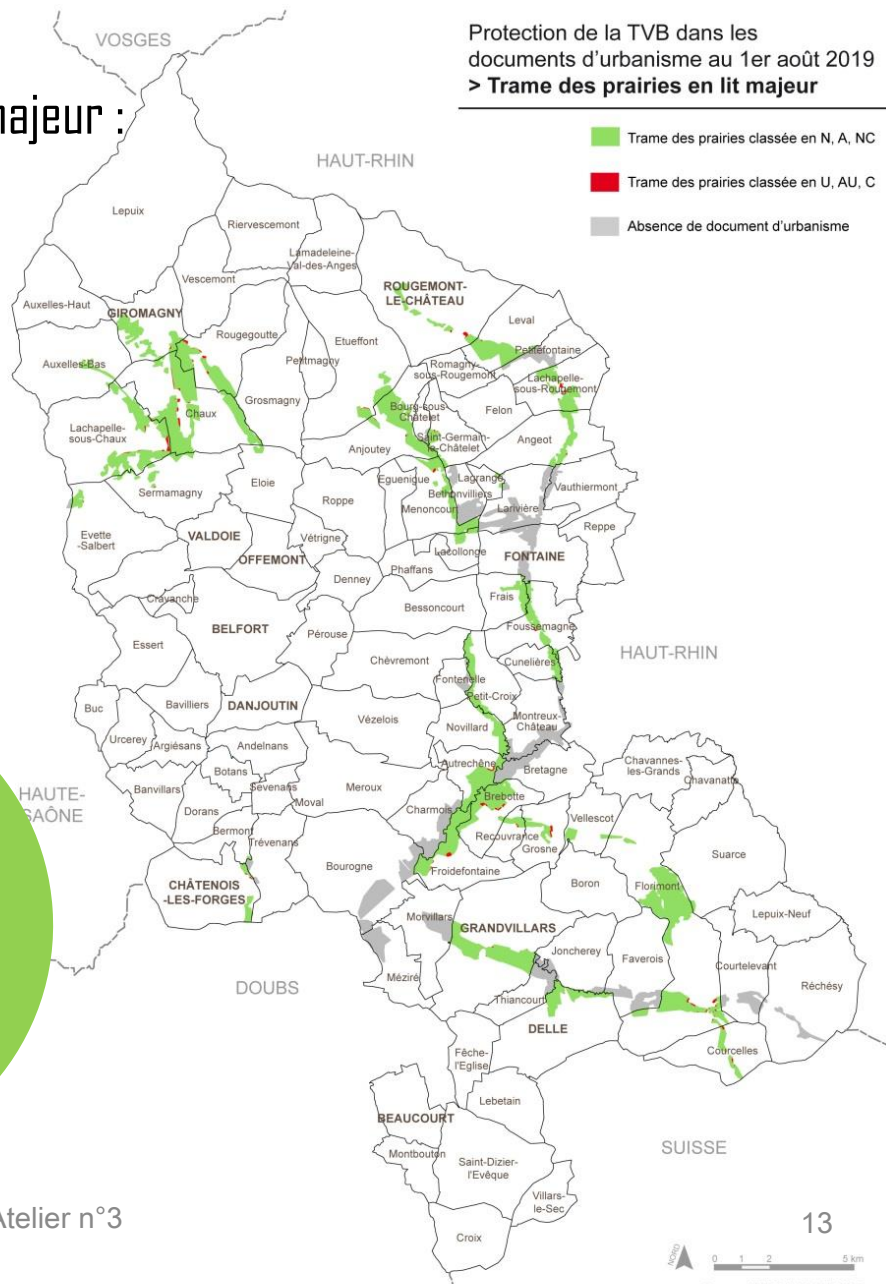 Protection de la TVB dans les
documents d'urbanisme au 1er août 2019
> Trame des prairies en lit majeur
Trame des prairies classée en N, A, NC
Trame des prairies classée en U, AU, C
Absence de document d'urbanisme
majeur :
VOSGES
HAUT-RHIN
Lepuix
Riervescemont
Lamadeleine-
Val-des-Anges
Vescemont
ROUGEMONT-
LE-CHÂTEAU
Auxelles-Haut
GIROMAGNY
Leval
Rougegoutte
Etueffont
Petitmagny
Petitefontaine
Romagny-
sous-Rougemont
Auxelles-Bas
Lachapelle-
sous-Rougemont
Grosmagny
Bourg-sous-
Châtelet
Felon
Chaux
Lachapelle-
sous-Chaux
Saint-Germain-
le-Châtelet
Angeot
Anjoutey
Eguenigue
Lagrange
Eloie
Vauthiermont
Sermamagny
Bethonvilliers
Roppe
Menoncourt
Larivière
Reppe
Evette
-Salbert
VALDOIE
Vétrigne
Lacollonge
OFFEMONT
FONTAINE
Phaffans
Denney
Cravanche
Frais
Bessoncourt
BELFORT
Pérouse
Foussemagne
Essert
HAUT-RHIN
Chèvremont
Cunelières
Fontenelle
Petit-Croix
Buc
Bavilliers
DANJOUTIN
Montreux-
Château
Vézelois
Novillard
Urcerey
Argiésans
Andelnans
Autrechêne
Chavannes-
les-Grands
Botans
Bretagne
Chavanatte
HAUTE-
SAÔNE
Banvillars
Sévenans
Meroux
Moval
Brebotte
Dorans
Charmois
Vellescot
Bermont
Trévenans
Recouvrance
Grosne
Suarce
Bourogne
Froidefontaine
CHÂTENOIS
-LES-FORGES
Boron
Florimont
Morvillars
GRANDVILLARS
Lepuix-Neuf
Joncherey
Faverois
Courtelevant
Méziré
Réchésy
DOUBS
Thiancourt
DELLE
Courcelles
Fêche-
l'Eglise
Lebetain
BEAUCOURT
SUISSE
Montbouton
Saint-Dizier-
l'Evêque
Villars-
le-Sec
Croix
Atelier n°3
13
NORD
0 1 2 5 km